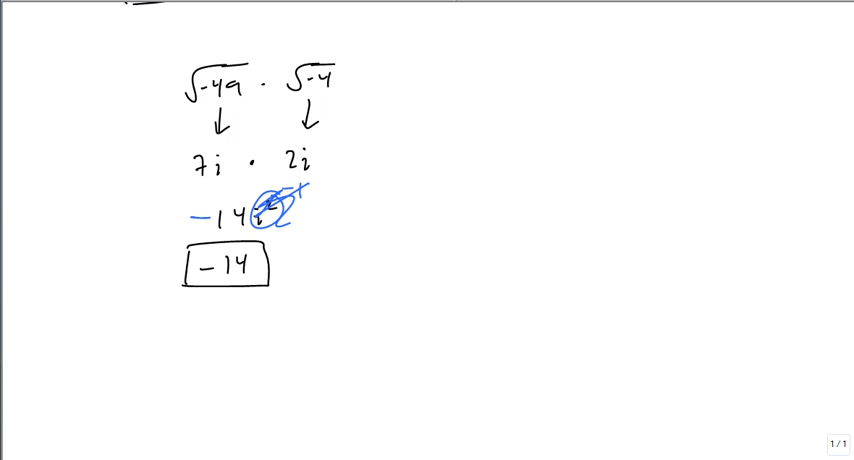 √-49 · √-4
↓ ↓
7i · 2i
-14i²
-14
1 / 1